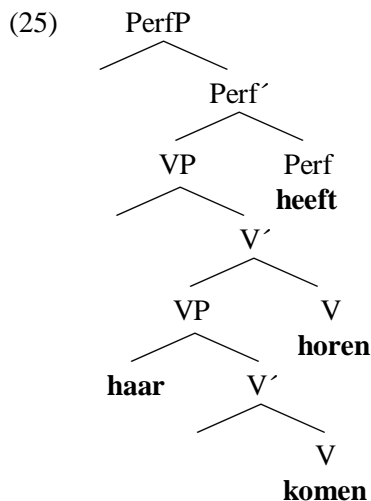 (25) PerfP
Perf´
VP Perf
heeft
V´
VP V
horen
haar V´
V
komen